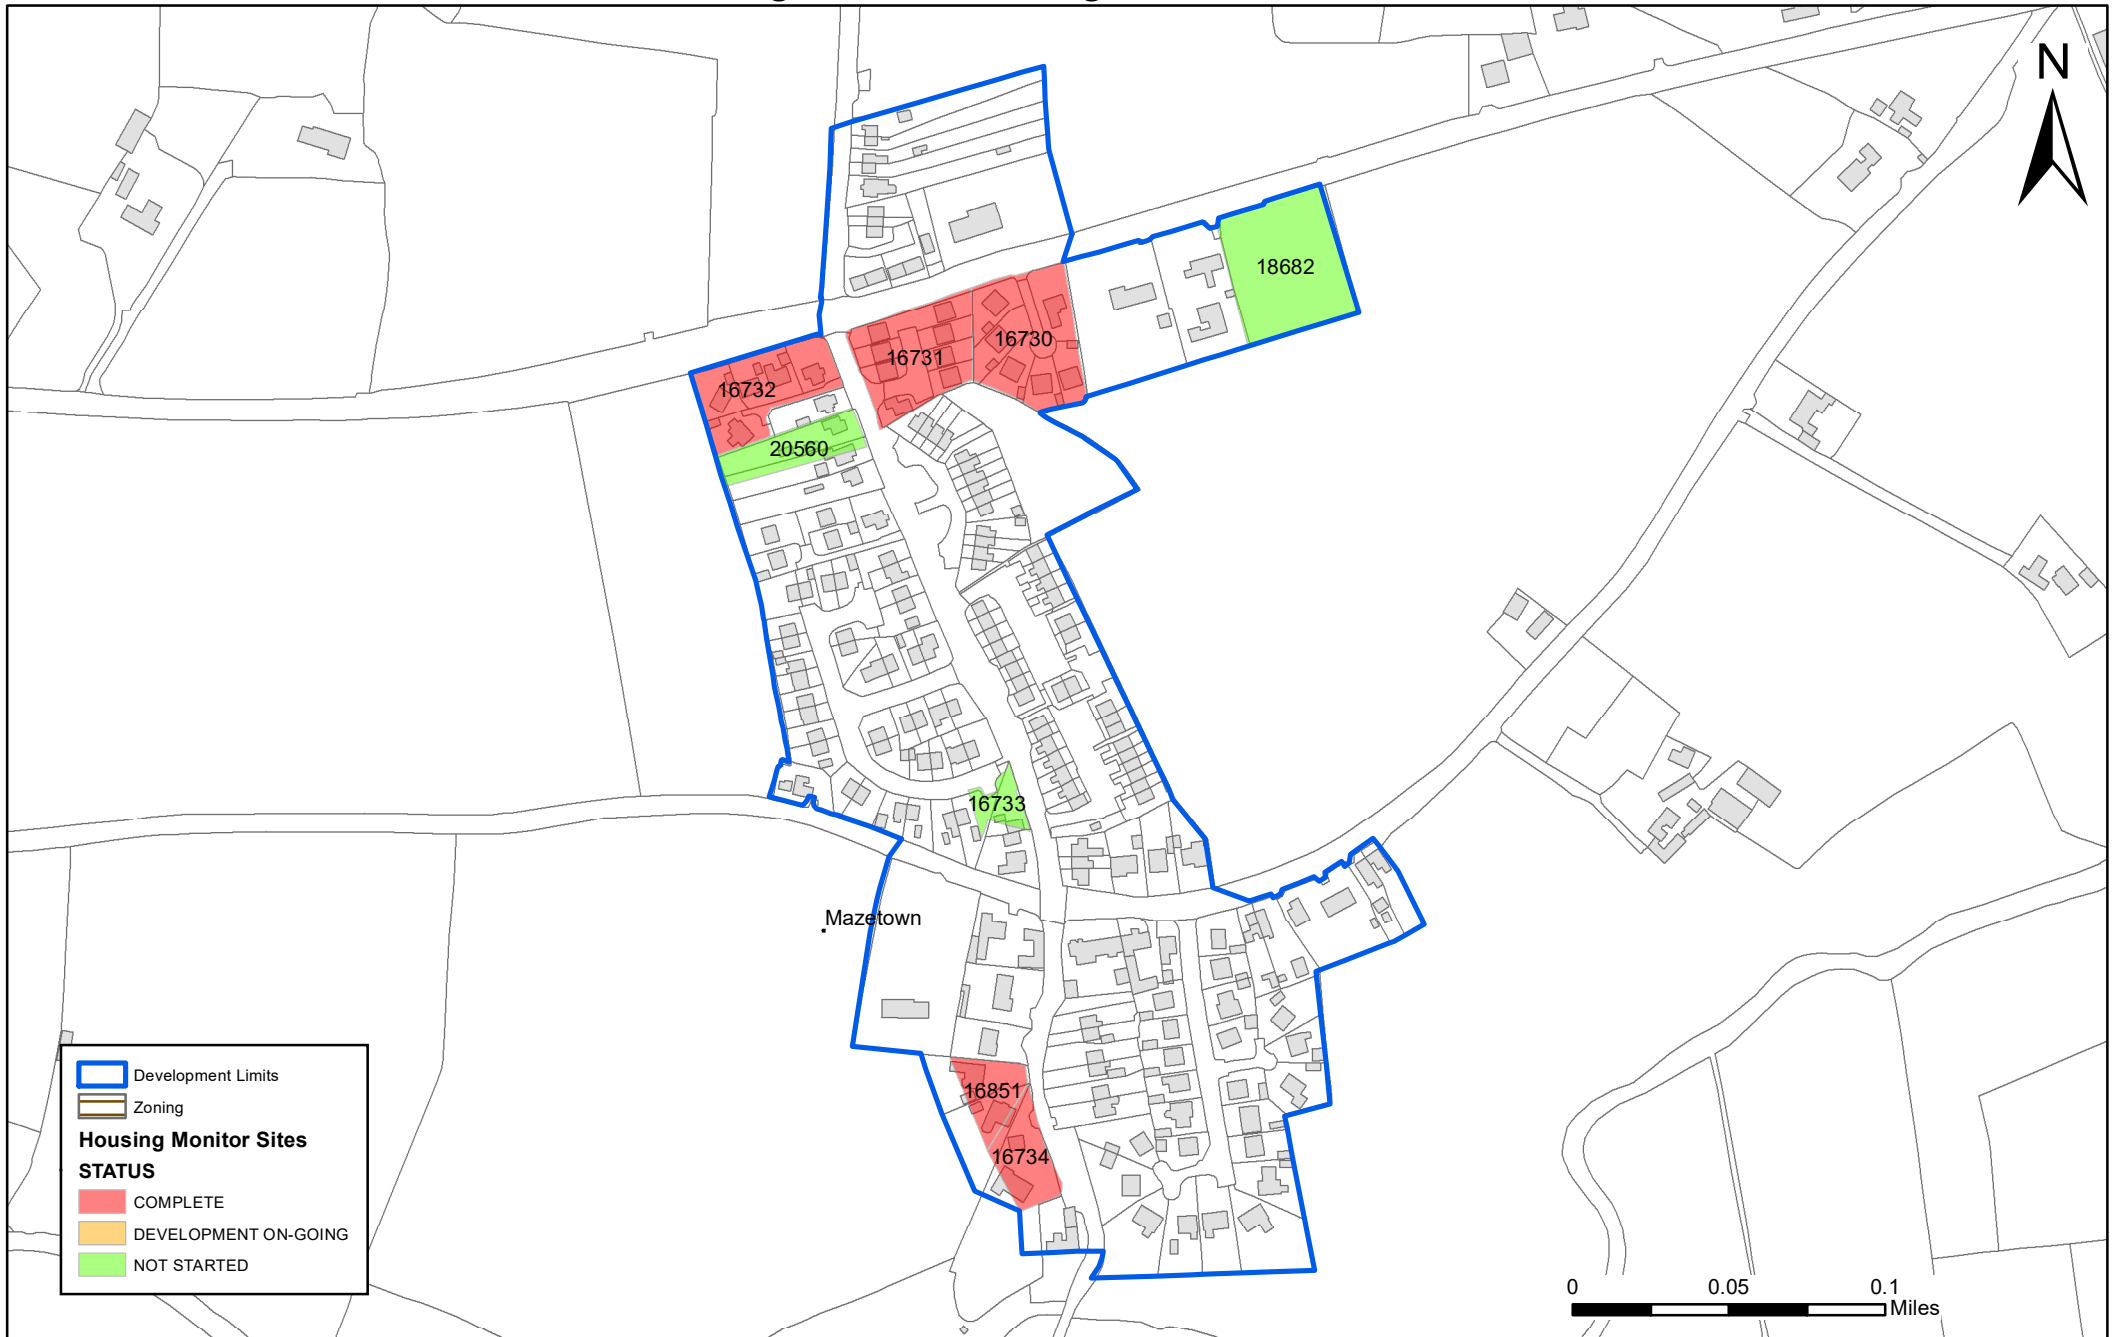 N
18682
16730
16731
16732
20560
16733
Mazetown
16851
16734
Development Limits
Zoning
Housing Monitor Sites
STATUS
COMPLETE
DEVELOPMENT ON-GOING
NOT STARTED
0 0.05 0.1
Miles